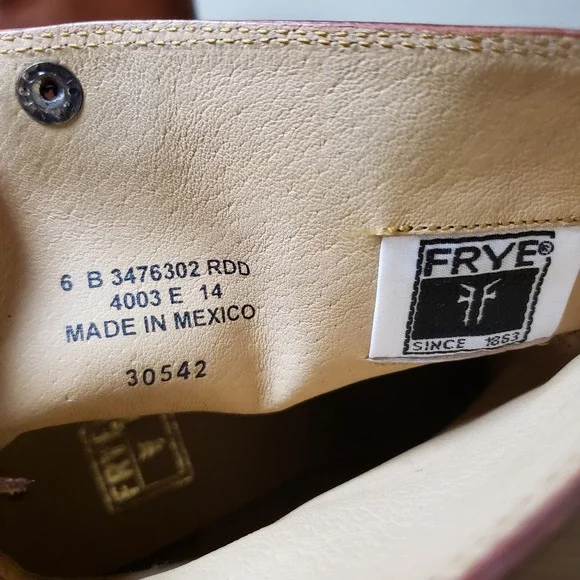 6 B 3476302 RDD
4003 E 14
MADE IN MEXICO
30542
FRYE®
SINCE 1863
FRYE